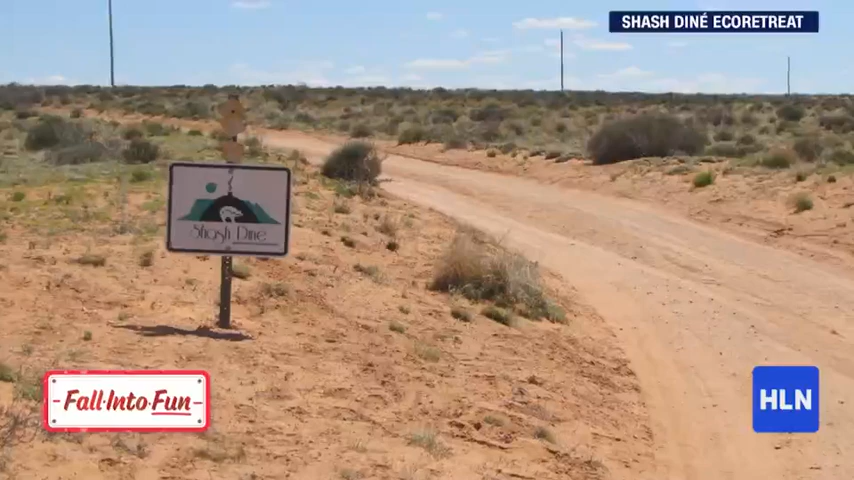 SHASH DINÉ ECORETREAT
Shash Diné
Fall Into Fun
HLN